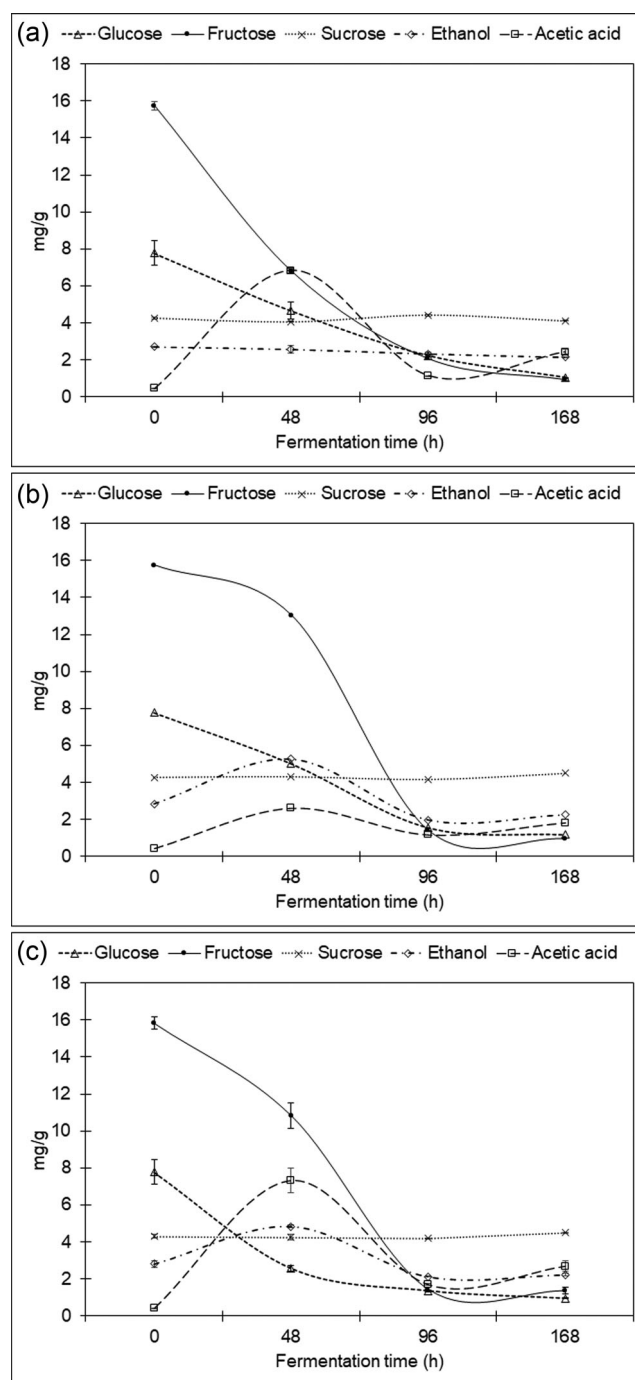 (a)
Glucose Fructose Sucrose Ethanol Acetic acid
18
16
14
12
10
8
6
4
2
0
mg/g
0 48 96 168
Fermentation time (h)
(b)
Glucose Fructose Sucrose Ethanol Acetic acid
18
16
14
12
10
8
6
4
2
0
mg/g
0 48 96 168
Fermentation time (h)
(c)
Glucose Fructose Sucrose Ethanol Acetic acid
18
16
14
12
10
8
6
4
2
0
mg/g
0 48 96 168
Fermentation time (h)